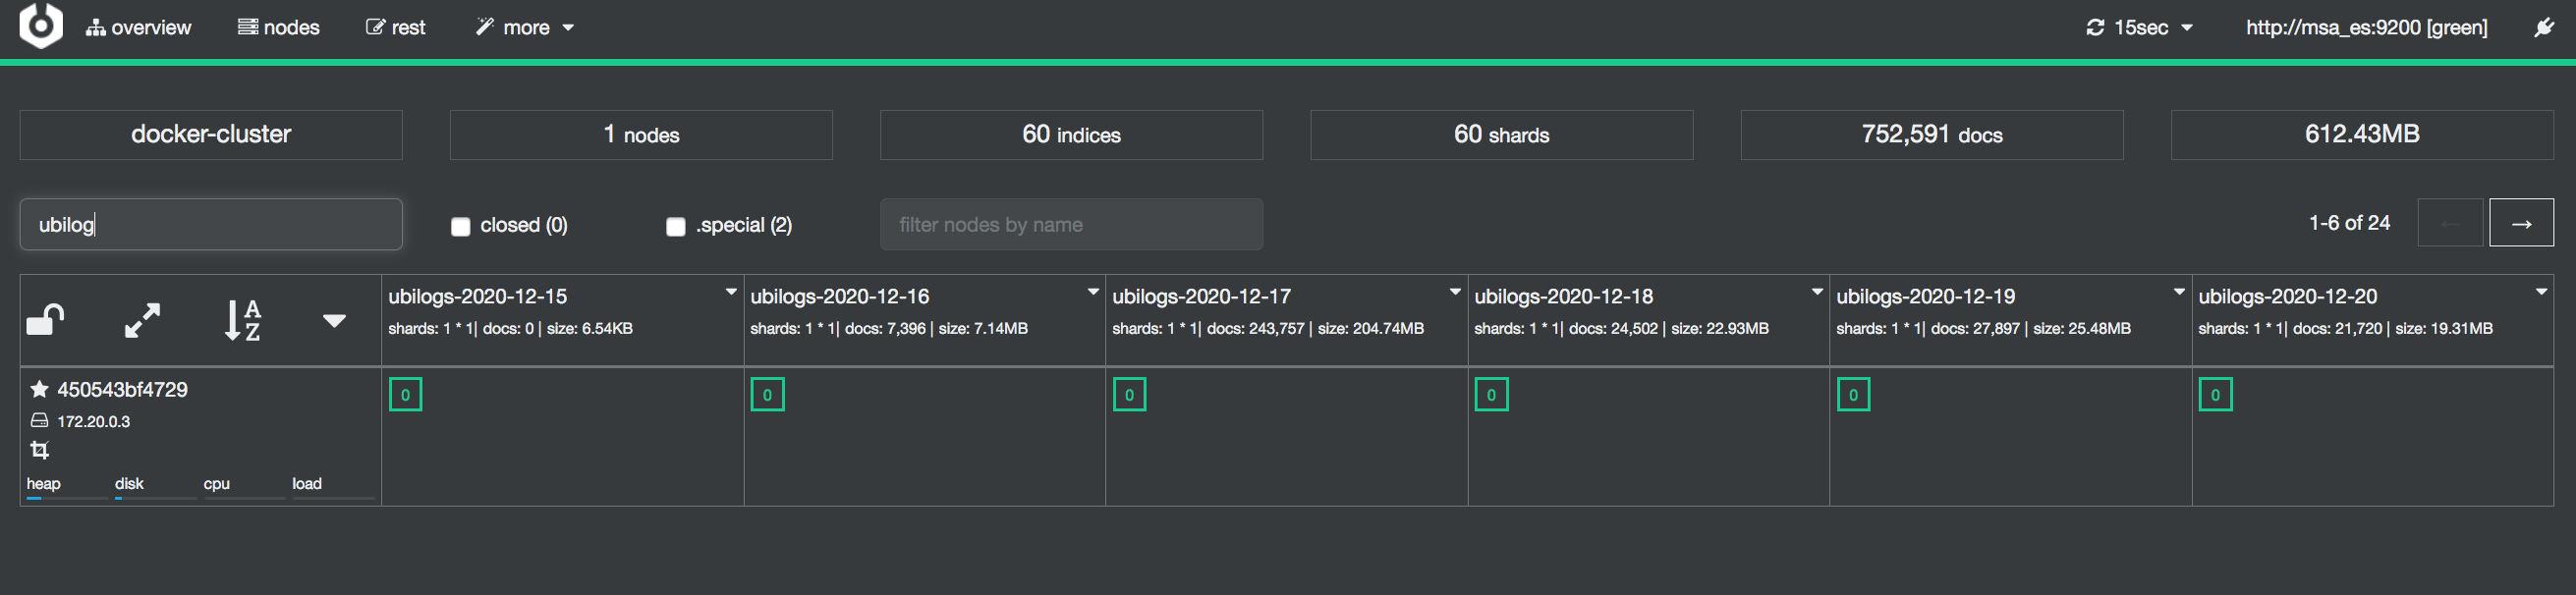 overview nodes rest more 15sec http://msa_es:9200 [green]
docker-cluster 1 nodes 60 indices 60 shards 752,591 docs 612.43MB
ubilog closed (0) .special (2) filter nodes by name 1-6 of 24 ← →
A
Z
ubilogs-2020-12-15
shards: 1 * 1| docs: 0 | size: 6.54KB
ubilogs-2020-12-16
shards: 1 * 1| docs: 7,396 | size: 7.14MB
ubilogs-2020-12-17
shards: 1 * 1| docs: 243,757 | size: 204.74MB
ubilogs-2020-12-18
shards: 1 * 1| docs: 24,502 | size: 22.93MB
ubilogs-2020-12-19
shards: 1 * 1| docs: 27,897 | size: 25.48MB
ubilogs-2020-12-20
shards: 1 * 1| docs: 21,720 | size: 19.31MB
450543bf4729
172.20.0.3
heap disk cpu load
0 0 0 0 0 0